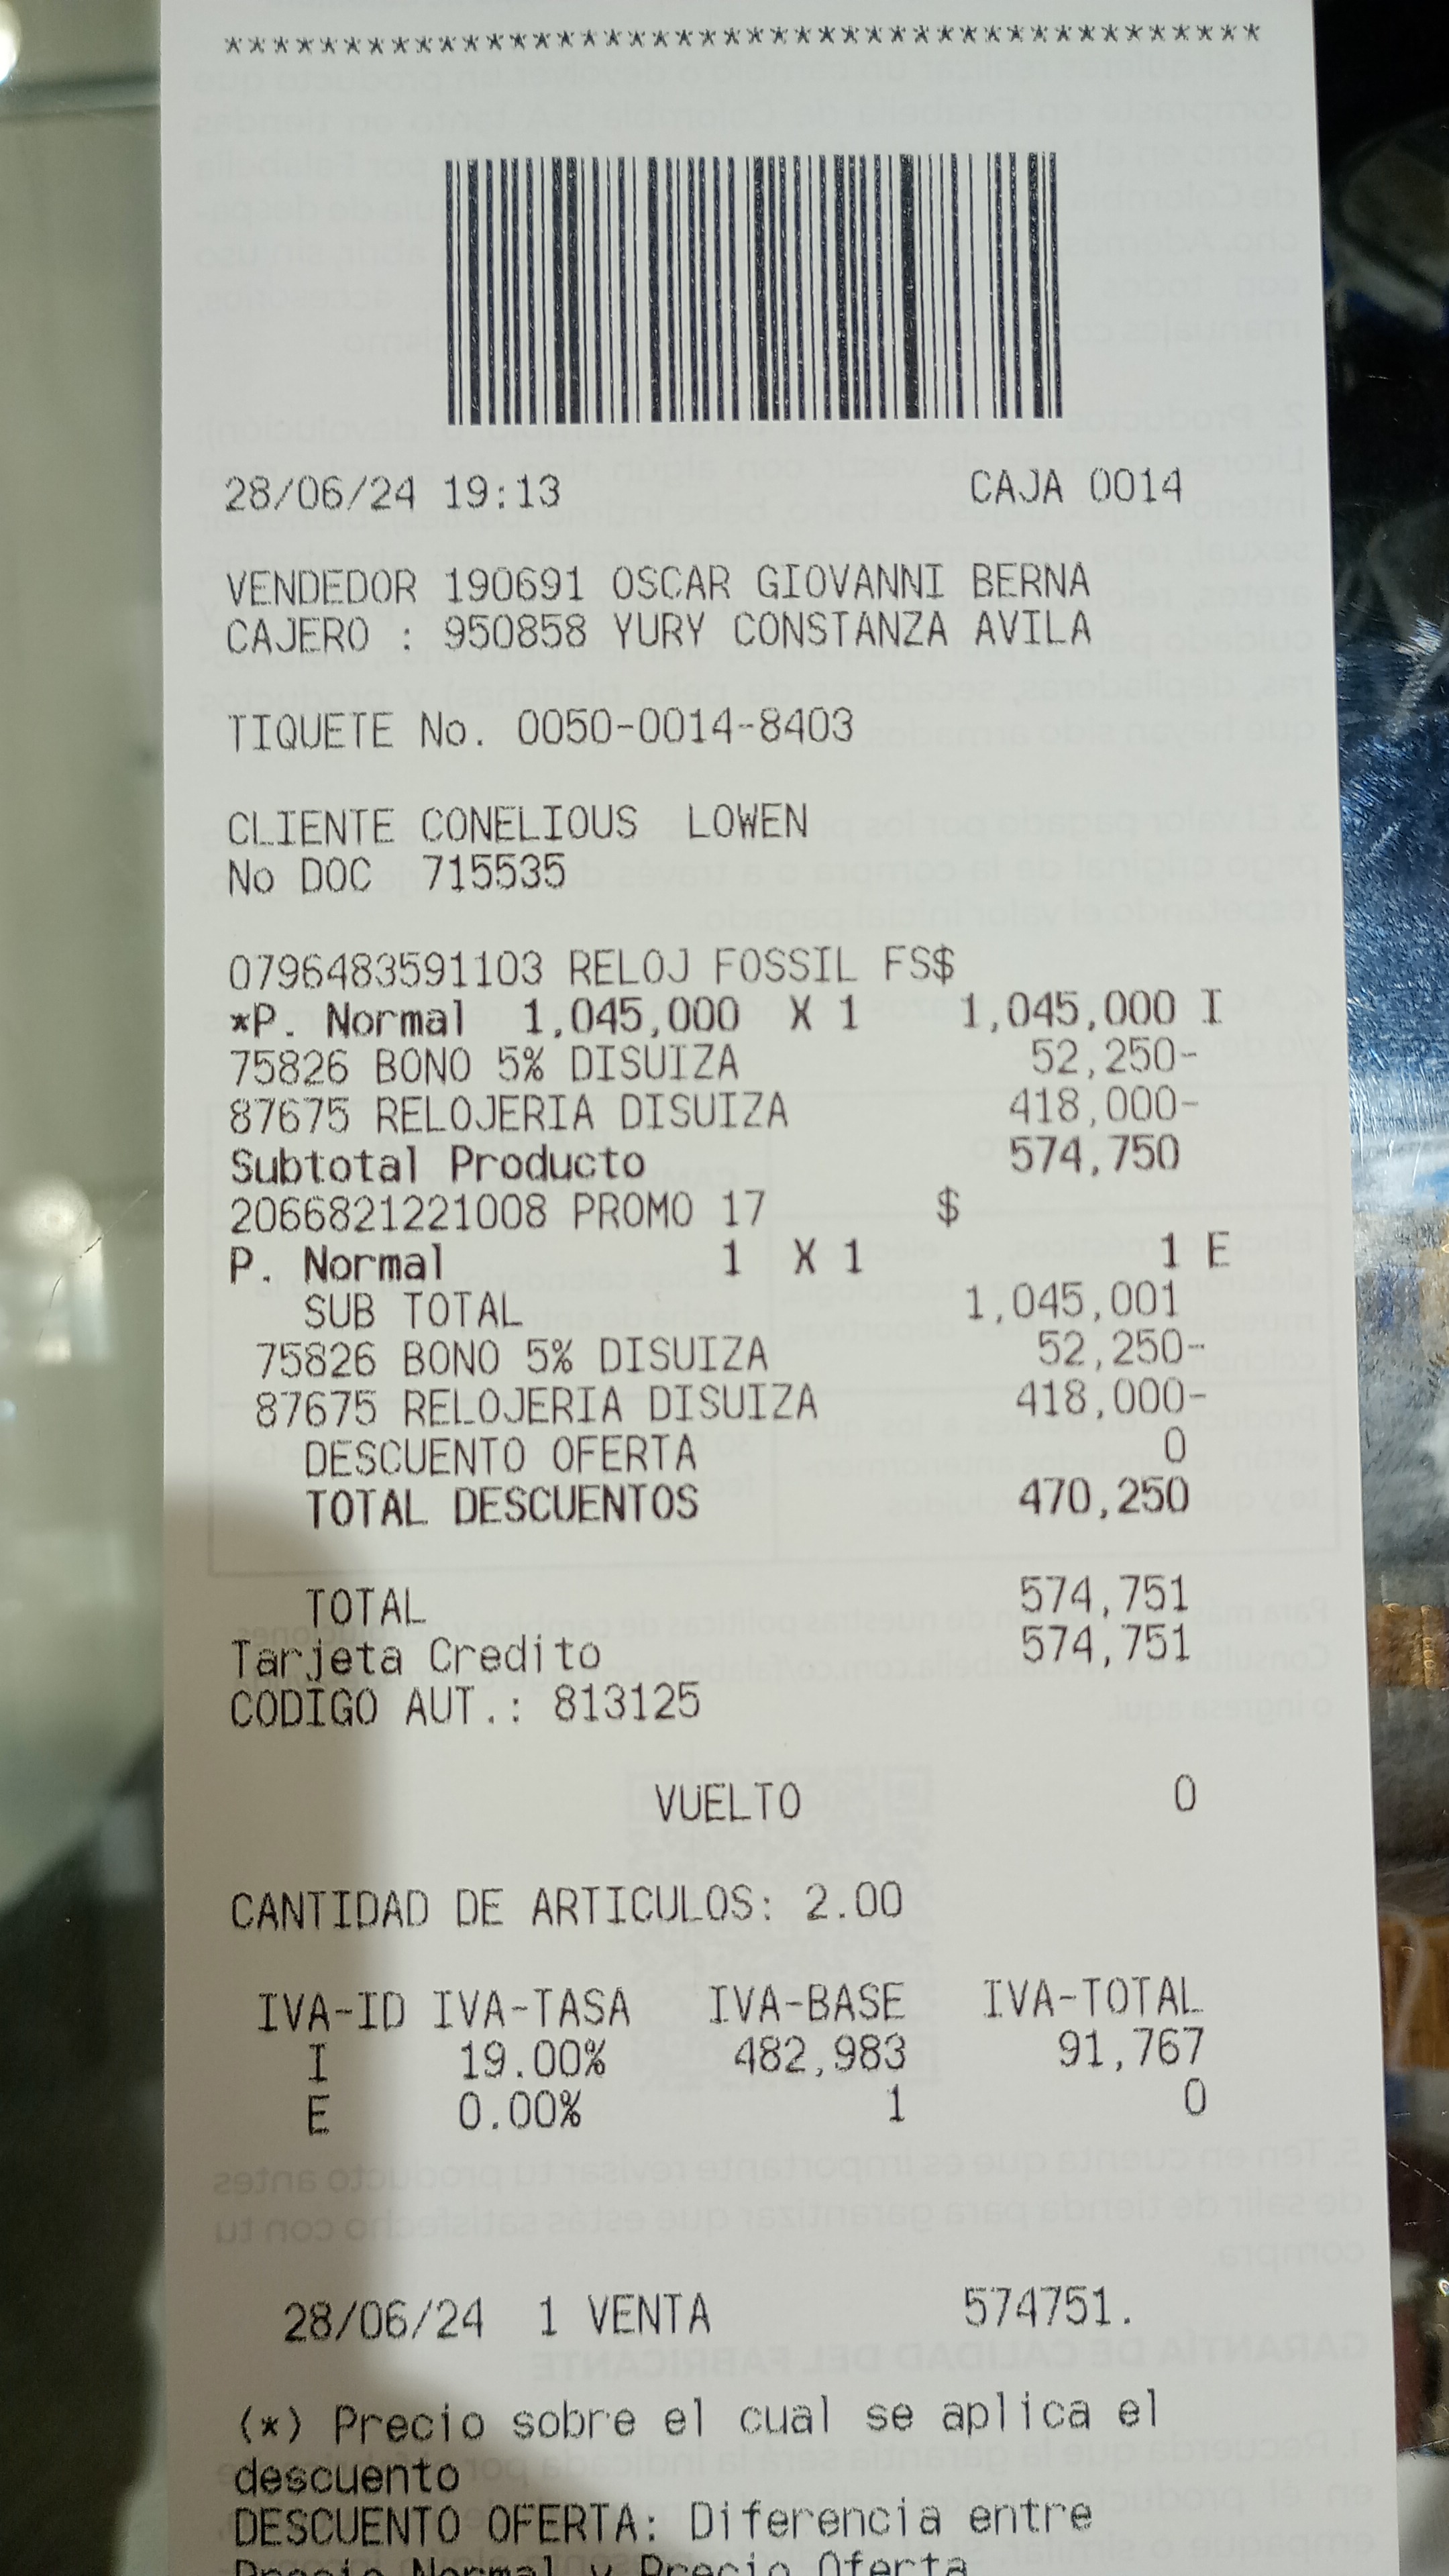 *******************************************
28/06/24 19:13 CAJA 0014
VENDEDOR 190691 OSCAR GIOVANNI BERNA
CAJERO : 950858 YURY CONSTANZA AVILA
TIQUETE No. 0050-0014-8403
CLIENTE CONELIOUS LOWEN
No DOC 715535
0796483591103 RELOJ FOSSIL FS$
*P. Normal 1,045,000 X 1 1,045,000 I
75826 BONO 5% DISUIZA 52,250-
87675 RELOJERIA DISUIZA 418,000-
Subtotal Producto 574,750
2066821221008 PROMO 17 $
P. Normal 1 X 1 1 E
SUB TOTAL 1,045,001
75826 BONO 5% DISUIZA 52,250-
87675 RELOJERIA DISUIZA 418,000-
DESCUENTO OFERTA 0
TOTAL DESCUENTOS 470,250
TOTAL 574,751
Tarjeta Credito 574,751
CODIGO AUT.: 813125
VUELTO 0
CANTIDAD DE ARTICULOS: 2.00
IVA-ID IVA-TASA IVA-BASE IVA-TOTAL
I 19.00% 482,983 91,767
E 0.00% 1 0
28/06/24 1 VENTA 574751.
(*) Precio sobre el cual se aplica el
descuento
DESCUENTO OFERTA: Diferencia entre
Precio Normal y Precio Oferta